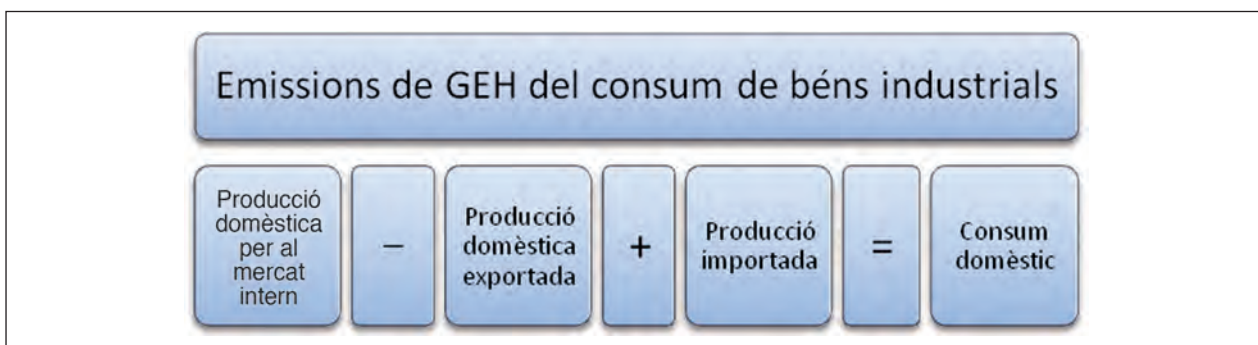 Emissions de GEH del consum de béns industrials
Producció
domèstica
per al
mercat
intern
–
Producció
domèstica
exportada
+
Producció
importada
=
Consum
domèstic